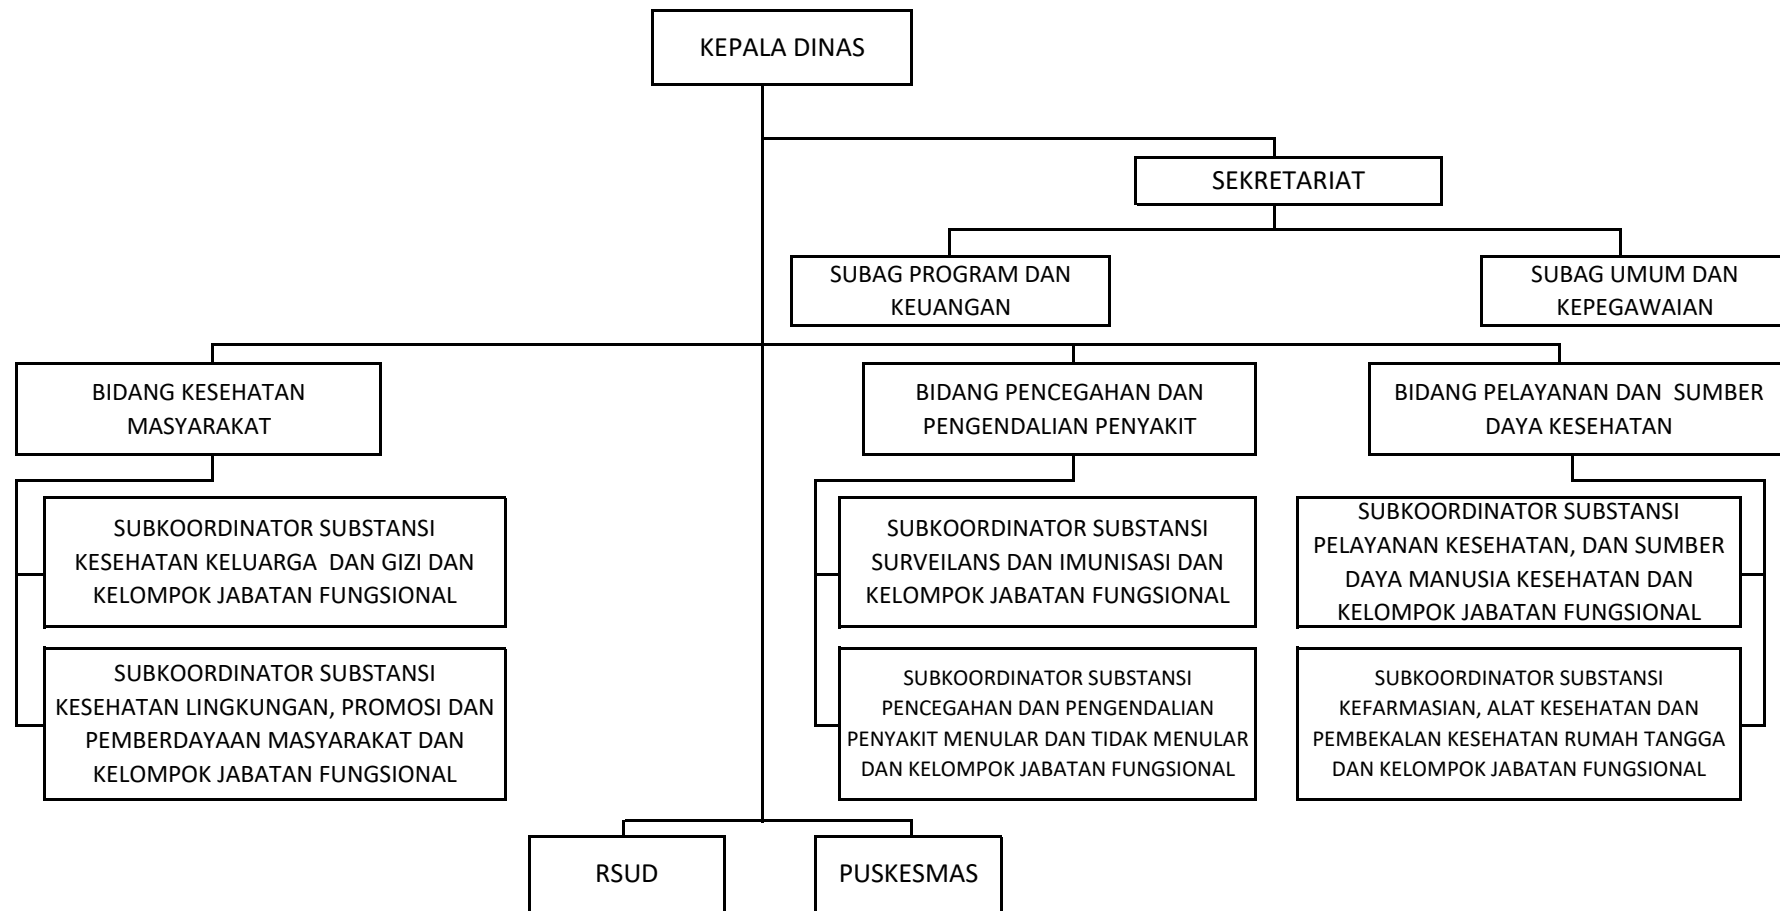 KEPALA DINAS
SEKRETARIAT
SUBAG PROGRAM DAN
KEUANGAN
SUBAG UMUM DAN
KEPEGAWAIAN
BIDANG KESEHATAN
MASYARAKAT
BIDANG PENCEGAHAN DAN
PENGENDALIAN PENYAKIT
BIDANG PELAYANAN DAN SUMBER
DAYA KESEHATAN
SUBKOORDINATOR SUBSTANSI
KESEHATAN KELUARGA DAN GIZI DAN
KELOMPOK JABATAN FUNGSIONAL
SUBKOORDINATOR SUBSTANSI
SURVEILANS DAN IMUNISASI DAN
KELOMPOK JABATAN FUNGSIONAL
SUBKOORDINATOR SUBSTANSI
PELAYANAN KESEHATAN, DAN SUMBER
DAYA MANUSIA KESEHATAN DAN
KELOMPOK JABATAN FUNGSIONAL
SUBKOORDINATOR SUBSTANSI
KESEHATAN LINGKUNGAN, PROMOSI DAN
PEMBERDAYAAN MASYARAKAT DAN
KELOMPOK JABATAN FUNGSIONAL
SUBKOORDINATOR SUBSTANSI
PENCEGAHAN DAN PENGENDALIAN
PENYAKIT MENULAR DAN TIDAK MENULAR
DAN KELOMPOK JABATAN FUNGSIONAL
SUBKOORDINATOR SUBSTANSI
KEFARMASIAN, ALAT KESEHATAN DAN
PEMBEKALAN KESEHATAN RUMAH TANGGA
DAN KELOMPOK JABATAN FUNGSIONAL
RSUD
PUSKESMAS